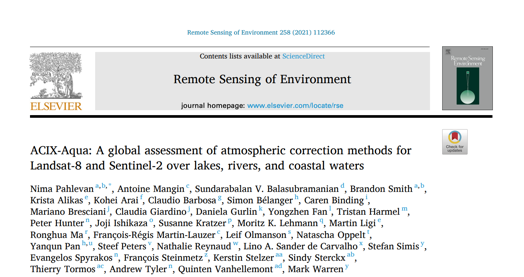 Remote Sensing of Environment 258 (2021) 112366
Contents lists available at ScienceDirect
Remote Sensing of Environment
journal homepage: www.elsevier.com/locate/rse
ELSEVIER
Remote Sensing
Environment
Check for
updates
ACIX-Aqua: A global assessment of atmospheric correction methods for
Landsat-8 and Sentinel-2 over lakes, rivers, and coastal waters
Nima Pahlevan a,b,*, Antoine Mangin c, Sundarabalan V. Balasubramanian d, Brandon Smith a,b,
Krista Alikas e, Kohei Arai f, Claudio Barbosa g, Simon Bélanger h, Caren Binding i,
Mariano Bresciani j, Claudia Giardino j, Daniela Gurlin k, Yongzhen Fan l, Tristan Harmel m,
Peter Hunter n, Joji Ishikaza o, Susanne Kratzer p, Moritz K. Lehmann q, Martin Ligi e,
Ronghua Ma r, François-Régis Martin-Lauzer c, Leif Olmanson s, Natascha Oppelt t,
Yanqun Pan h,u, Steef Peters v, Nathalie Reynaud w, Lino A. Sander de Carvalho x, Stefan Simis y,
Evangelos Spyrakos n, François Steinmetz z, Kerstin Stelzer aa, Sindy Sterckx ab,
Thierry Tormos ac, Andrew Tyler n, Quinten Vanhellemont ad, Mark Warren y